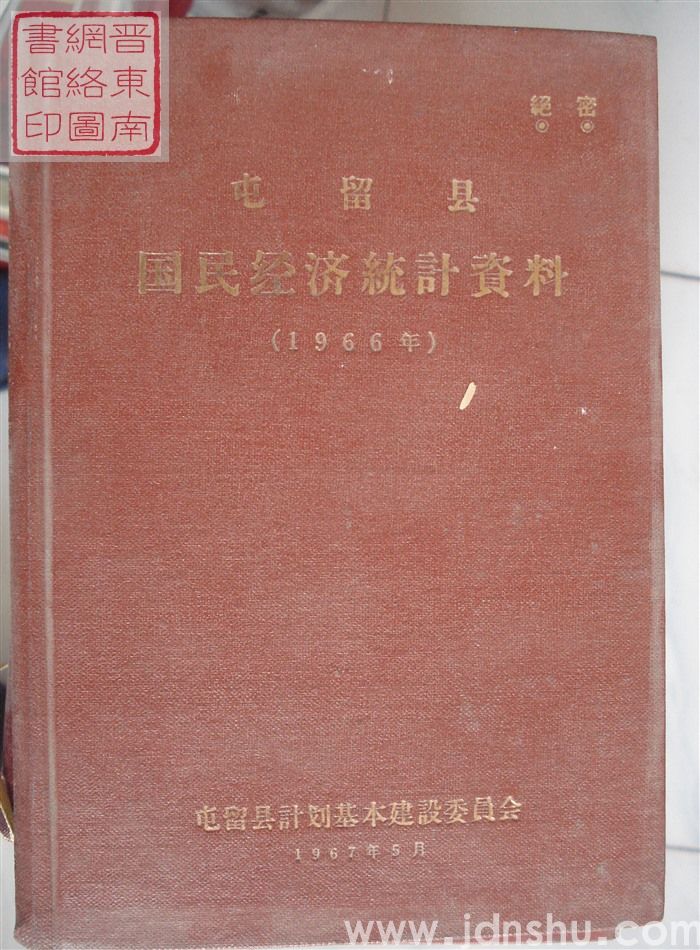 晋東南
網絡圖
書館印
絕密
屯留县
国民经济統計資料
(1966年)
屯留县計划基本建設委員会
1967年5月
www.jdnshu.com